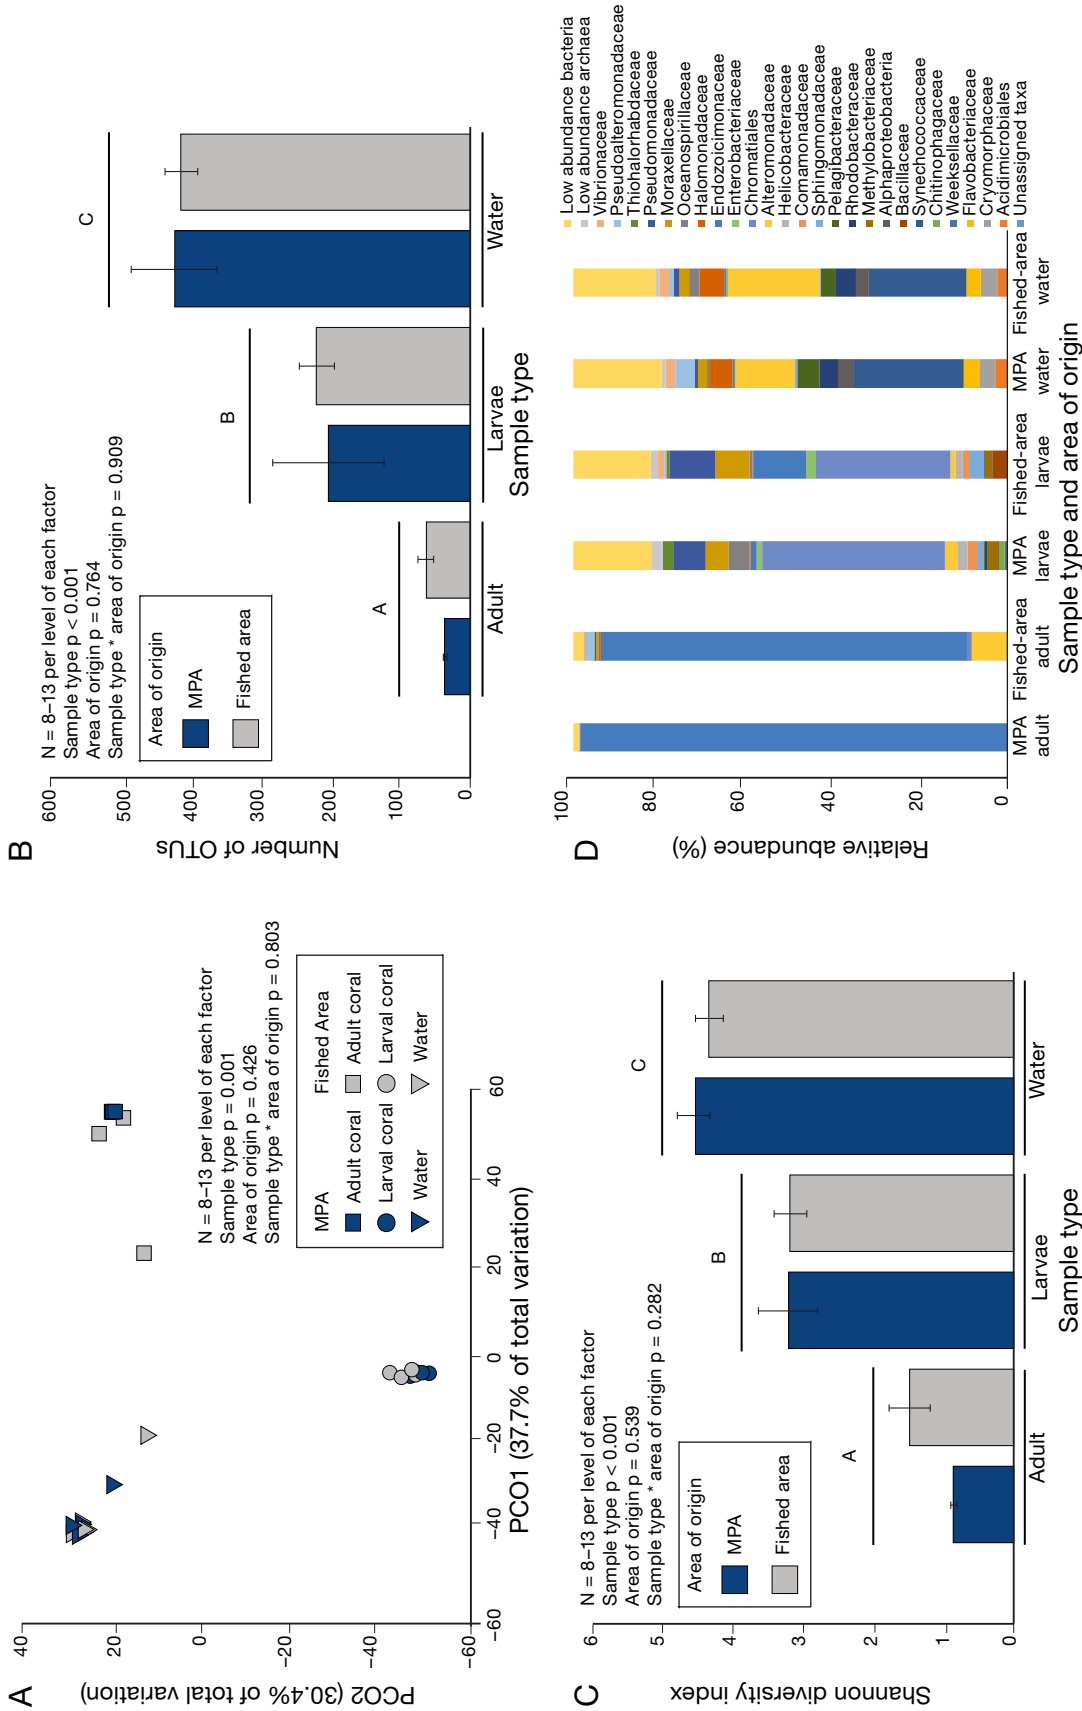 A
40
20
0
−20
−40
−60
PCO2 (30.4% of total variation)
−60
−40
−20
0
20
40
60
PCO1 (37.7% of total variation)
N = 8–13 per level of each factor
Sample type p = 0.001
Area of origin p = 0.426
Sample type * area of origin p = 0.803
MPA
Fished Area
Adult coral
Adult coral
Larval coral
Larval coral
Water
Water
B
600
500
400
300
200
100
0
Number of OTUs
N = 8–13 per level of each factor
Sample type p < 0.001
Area of origin p = 0.764
Sample type * area of origin p = 0.909
Area of origin
MPA
Fished area
A
B
C
Adult
Larvae
Water
Sample type
C
6
5
4
3
2
1
0
Shannon diversity index
N = 8–13 per level of each factor
Sample type p < 0.001
Area of origin p = 0.539
Sample type * area of origin p = 0.282
Area of origin
MPA
Fished area
A
B
C
Adult
Larvae
Water
Sample type
D
100
80
60
40
20
0
Relative abundance (%)
MPA
adult
Fished-area
adult
MPA
larvae
Fished-area
larvae
MPA
water
Fished-area
water
Sample type and area of origin
Low abundance bacteria
Low abundance archaea
Vibrionaceae
Pseudoalteromonadaceae
Thiohalorhabdaceae
Pseudomonadaceae
Moraxellaceae
Oceanospirillaceae
Halomonadaceae
Endozoicimonaceae
Enterobacteriaceae
Chromatiales
Alteromonadaceae
Helicobacteraceae
Comamonadaceae
Sphingomonadaceae
Pelagibacteraceae
Rhodobacteraceae
Methylobacteriaceae
Alphaproteobacteria
Bacillaceae
Synechococcaceae
Chitinophagaceae
Weeksellaceae
Flavobacteriaceae
Cryomorphaceae
Acidimicrobiales
Unassigned taxa